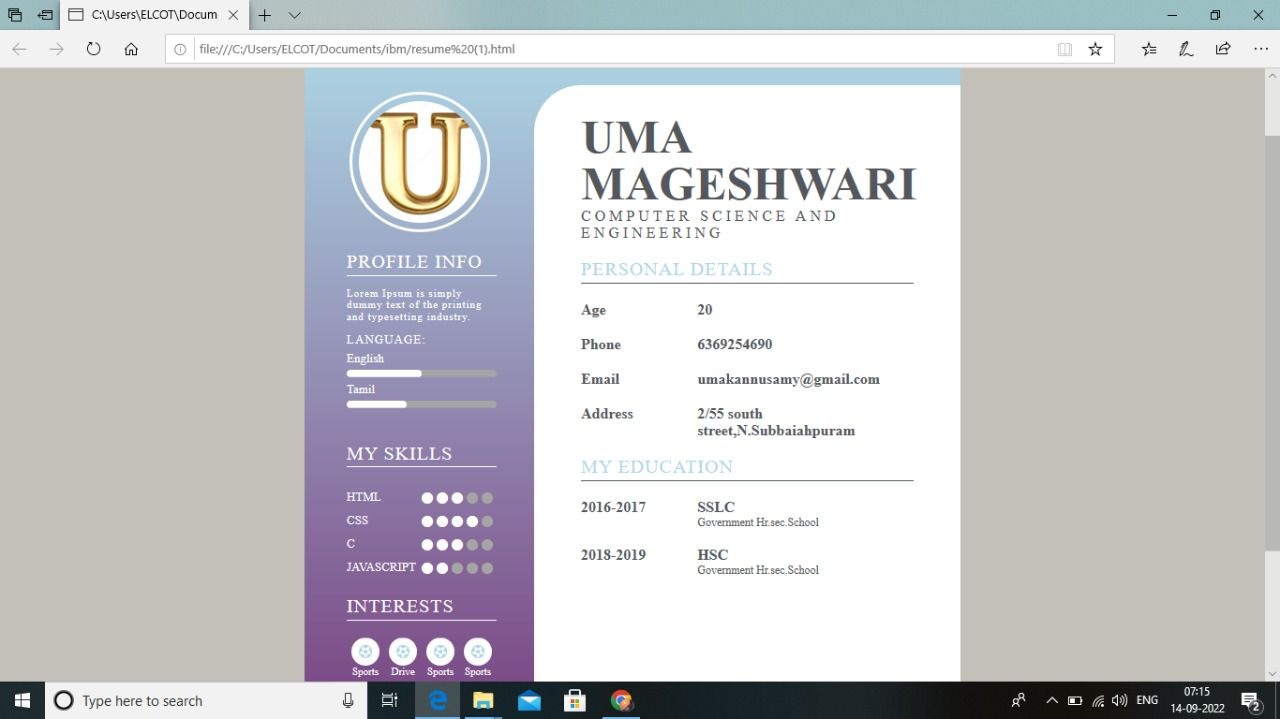 C:\Users\ELCOT\Docum
file:///C:/Users/ELCOT/Documents/ibm/resume%20(1).html
U
PROFILE INFO
Lorem Ipsum is simply
dummy text of the printing
and typesetting industry.
LANGUAGE:
English
Tamil
MY SKILLS
HTML
CSS
C
JAVASCRIPT
INTERESTS
Sports Drive Sports Sports
UMA
MAGESHWARI
COMPUTER SCIENCE AND
ENGINEERING
PERSONAL DETAILS
Age 20
Phone 6369254690
Email umakannusamy@gmail.com
Address 2/55 south
street,N.Subbaiahpuram
MY EDUCATION
2016-2017 SSLC
Government Hr.sec.School
2018-2019 HSC
Government Hr.sec.School
Type here to search
ENG
07:15
14-09-2022
2